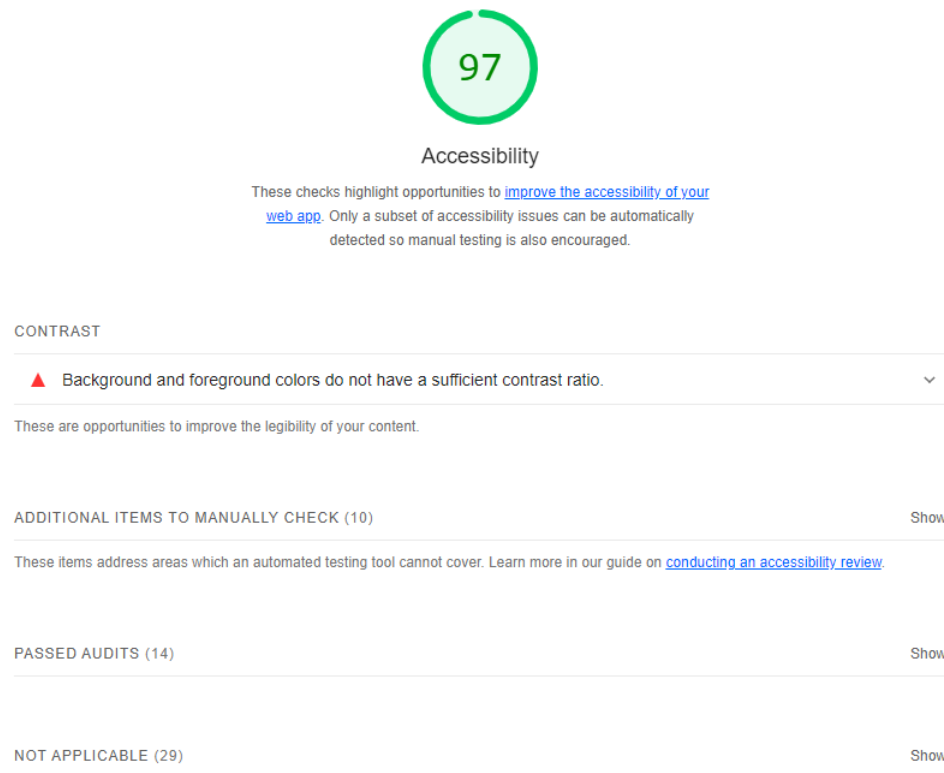 97
Accessibility
These checks highlight opportunities to improve the accessibility of your
web app. Only a subset of accessibility issues can be automatically
detected so manual testing is also encouraged.
CONTRAST
Background and foreground colors do not have a sufficient contrast ratio.
These are opportunities to improve the legibility of your content.
ADDITIONAL ITEMS TO MANUALLY CHECK (10) Show
These items address areas which an automated testing tool cannot cover. Learn more in our guide on conducting an accessibility review.
PASSED AUDITS (14) Show
NOT APPLICABLE (29) Show